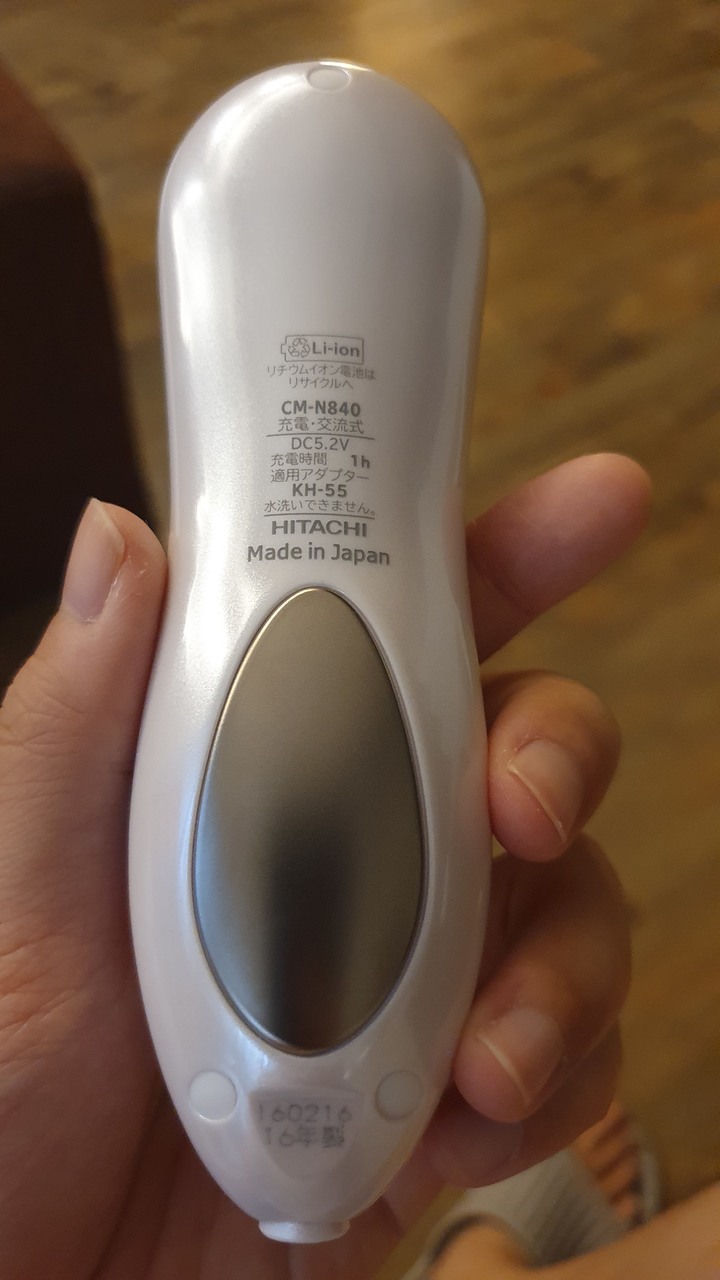 Li-ion
リチウムイオン電池は
リサイクルへ
CM-N840
充電・交流式
DC5.2V
充電時間 1h
適用アダプター
KH-55
水洗いできません。
HITACHI
Made in Japan
160216
16年製